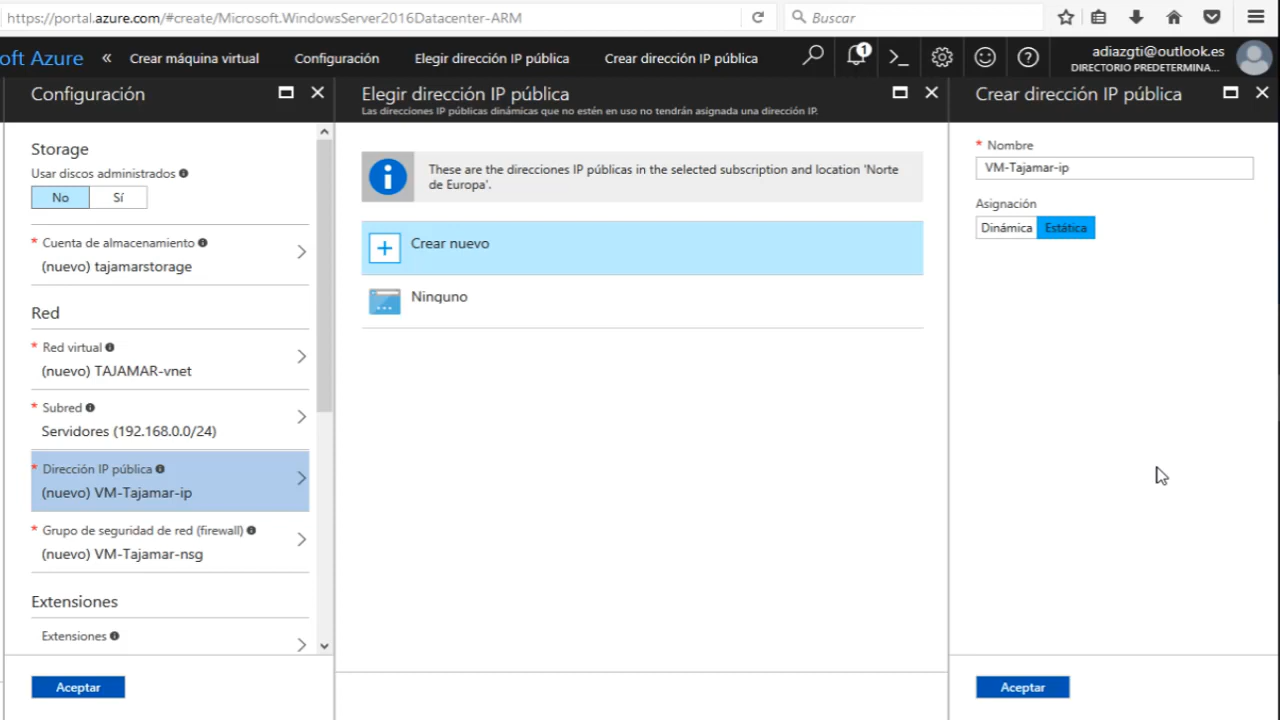 https://portal.azure.com/#create/Microsoft.WindowsServer2016Datacenter-ARM
Buscar
oft Azure « Crear máquina virtual Configuración Elegir dirección IP pública Crear dirección IP pública
1
adiazgti@outlook.es
DIRECTORIO PREDETERMINA...
Configuración
Storage
Usar discos administrados
No Sí
* Cuenta de almacenamiento
(nuevo) tajamarstorage
Red
* Red virtual
(nuevo) TAJAMAR-vnet
* Subred
Servidores (192.168.0.0/24)
* Dirección IP pública
(nuevo) VM-Tajamar-ip
* Grupo de seguridad de red (firewall)
(nuevo) VM-Tajamar-nsg
Extensiones
Extensiones
Aceptar
Elegir dirección IP pública
Las direcciones IP públicas dinámicas que no estén en uso no tendrán asignada una dirección IP.
These are the direcciones IP públicas in the selected subscription and location 'Norte
de Europa'.
Crear nuevo
Ninguno
Crear dirección IP pública
* Nombre
VM-Tajamar-ip
Asignación
Dinámica Estática
Aceptar